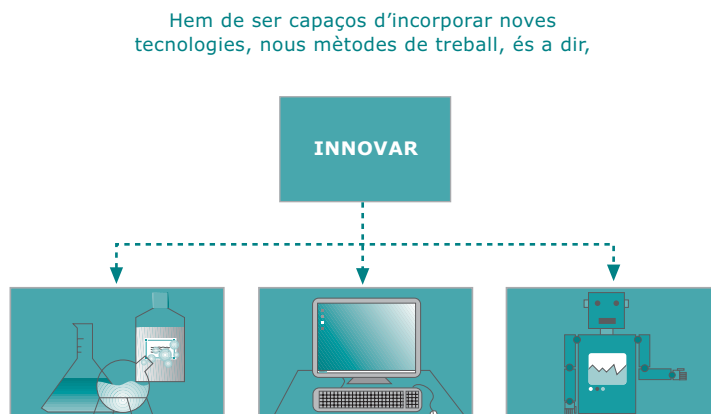 Hem de ser capaços d’incorporar noves
tecnologies, nous mètodes de treball, és a dir,
INNOVAR